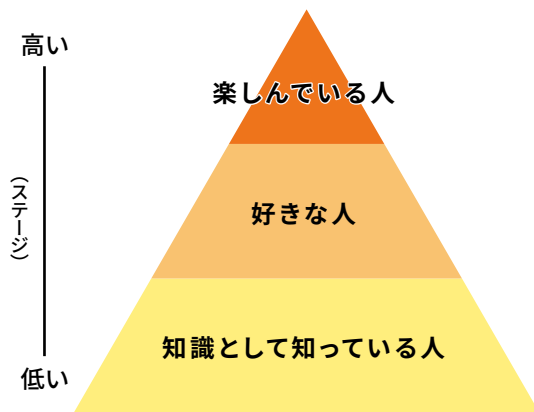 高い
楽しんでいる人
(ステージ)
好きな人
知識として知っている人
低い